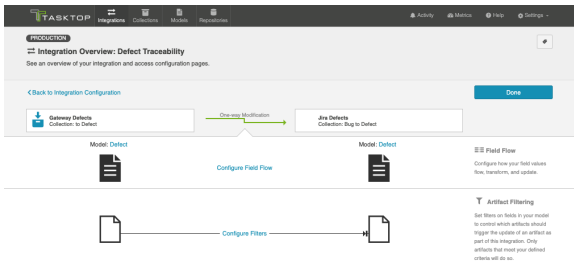 TASKTOP
Integrations
Collections
Models
Repositories
Activity
Metrics
Help
Settings
PRODUCTION
Integration Overview: Defect Traceability
See an overview of your integration and access configuration pages.
Back to Integration Configuration
Done
Gateway Defects
Collection: to Defect
One-way Modification
Jira Defects
Collection: Bug to Defect
Model: Defect
Model: Defect
Configure Field Flow
Field Flow
Configure how your field values
flow, transform, and update.
Configure Filters
Artifact Filtering
Set filters on fields in your model
to control which artifacts should
trigger the update of an artifact as
part of this integration. Only
artifacts that meet your defined
criteria will do so.